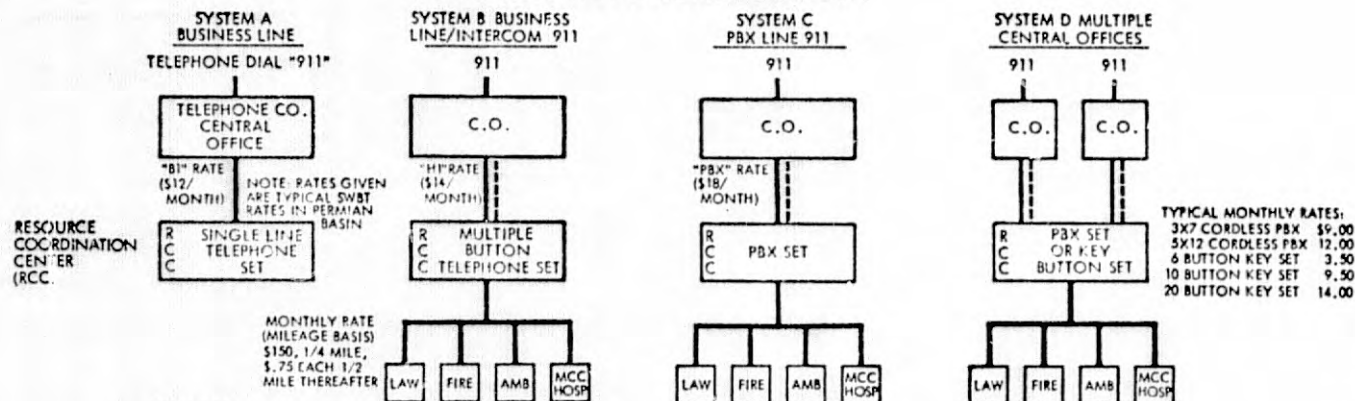 SYSTEM A
BUSINESS LINE
TELEPHONE DIAL "911"
TELEPHONE CO.
CENTRAL
OFFICE
"B1" RATE
($12/
MONTH)
NOTE: RATES GIVEN
ARE TYPICAL SWBT
RATES IN PERMIAN
BASIN
RESOURCE
COORDINATION
CENTER
(RCC.
R
C
C
SINGLE LINE
TELEPHONE
SET
SYSTEM B BUSINESS
LINE/INTERCOM 911
911
C.O.
"H1"RATE
($14/
MONTH)
R
C
C
MULTIPLE
BUTTON
TELEPHONE SET
MONTHLY RATE
(MILEAGE BASIS)
$150, 1/4 MILE,
$.75 EACH 1/2
MILE THEREAFTER
LAW
FIRE
AMB
MCC
HOSP
SYSTEM C
PBX LINE 911
911
C.O.
"PBX" RATE
($18/
MONTH)
R
C
C
PBX SET
LAW
FIRE
AMB
MCC
HOSP
SYSTEM D MULTIPLE
CENTRAL OFFICES
911
911
C.O.
C.O.
R
C
C
PBX SET
OR KEY
BUTTON SET
LAW
FIRE
AMB
MCC
HOSP
TYPICAL MONTHLY RATES:
3X7 CORDLESS PBX $9.00
5X12 CORDLESS PBX 12.00
6 BUTTON KEY SET 3.50
10 BUTTON KEY SET 9.50
20 BUTTON KEY SET 14.00